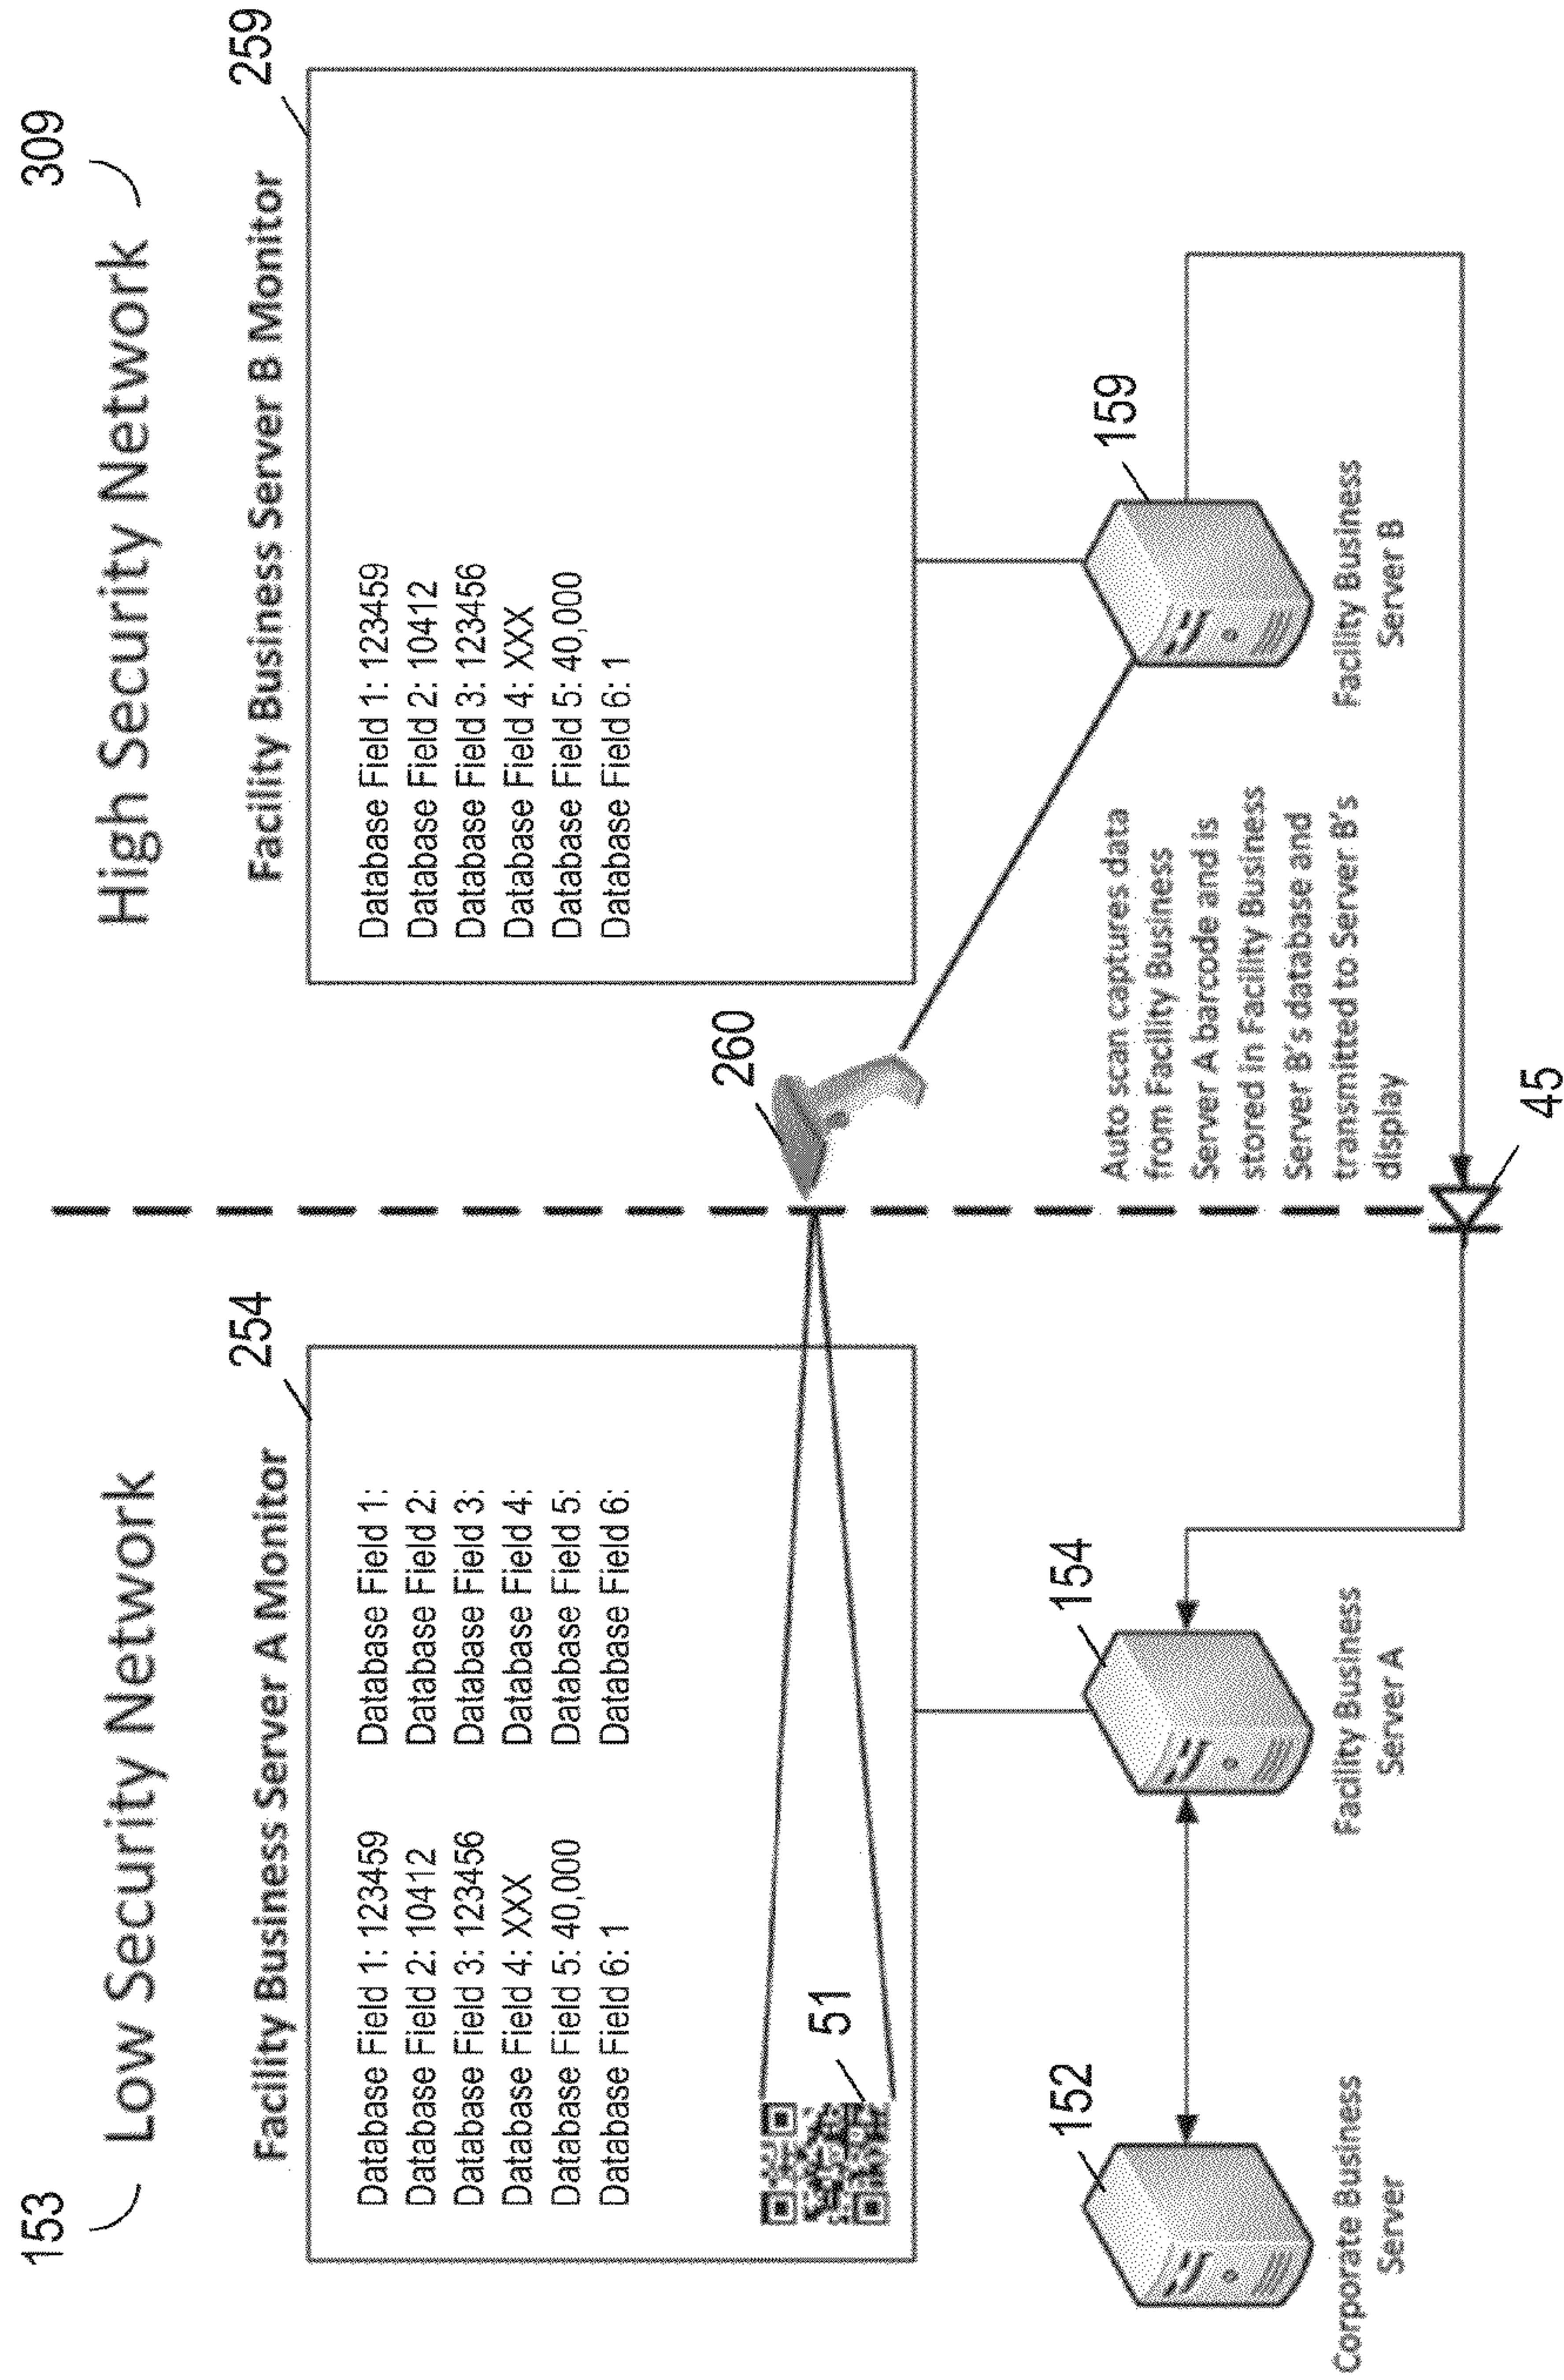 153
Low Security Network
High Security Network
309
Facility Business Server A Monitor
254
Facility Business Server B Monitor
259
Database Field 1: 123459
Database Field 2: 10412
Database Field 3: 123456
Database Field 4: XXX
Database Field 5: 40,000
Database Field 6: 1
Database Field 1:
Database Field 2:
Database Field 3:
Database Field 4:
Database Field 5:
Database Field 6:
Database Field 1: 123459
Database Field 2: 10412
Database Field 3: 123456
Database Field 4: XXX
Database Field 5: 40,000
Database Field 6: 1
51
260
152
154
159
Corporate Business
Server
Facility Business
Server A
Auto scan captures data
from Facility Business
Server A barcode and is
stored in Facility Business
Server B's database and
transmitted to Server B's
display
Facility Business
Server B
45